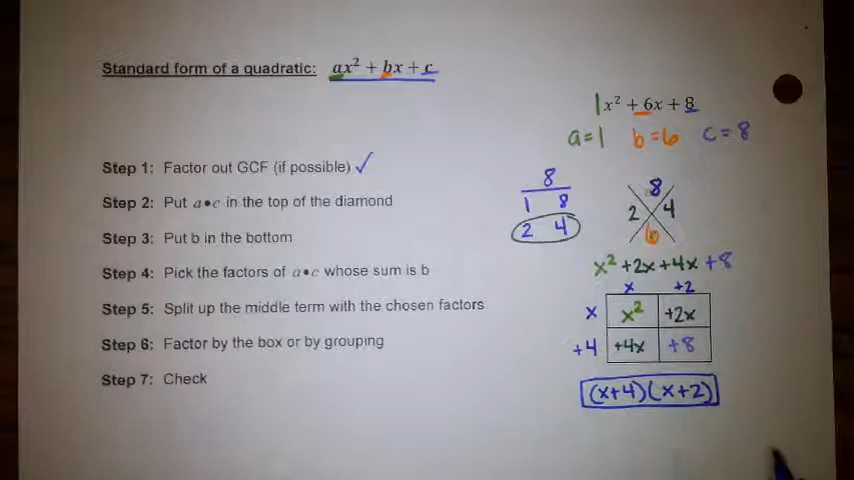 Standard form of a quadratic: ax² + bx + c
1x² + 6x + 8
a=1 b=6 c=8
Step 1: Factor out GCF (if possible) ✓
Step 2: Put a•c in the top of the diamond
Step 3: Put b in the bottom
Step 4: Pick the factors of a•c whose sum is b
Step 5: Split up the middle term with the chosen factors
Step 6: Factor by the box or by grouping
Step 7: Check
8
1 8
2 4
8
2 4
6
x² +2x +4x +8
x +2
x x² +2x
+4 +4x +8
(x+4)(x+2)